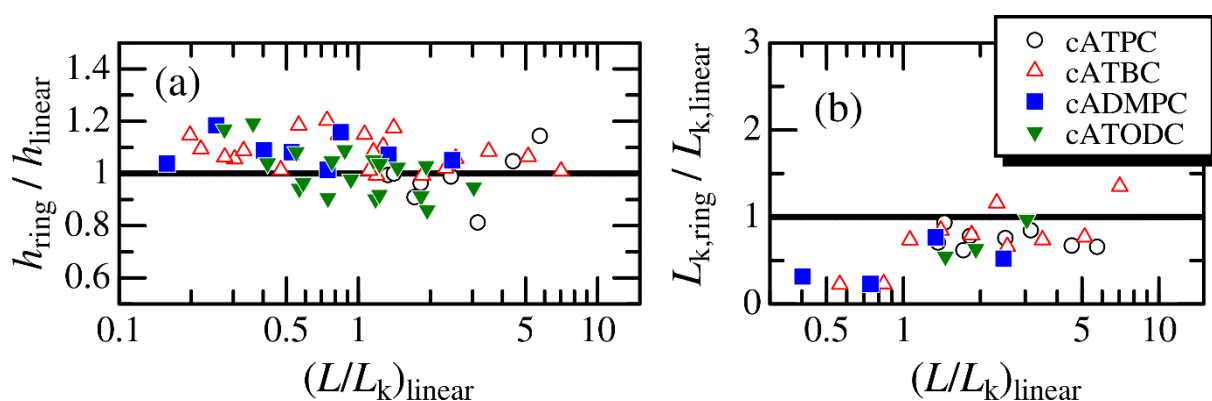 (a)
h_ring / h_linear
1.4
1.2
1
0.8
0.6
0.1
0.5
1
5
10
(L/L_k)_linear
(b)
L_k,ring / L_k,linear
3
2
1
0
0.5
1
5
10
(L/L_k)_linear
cATPC
cATBC
cADMPC
cATODC